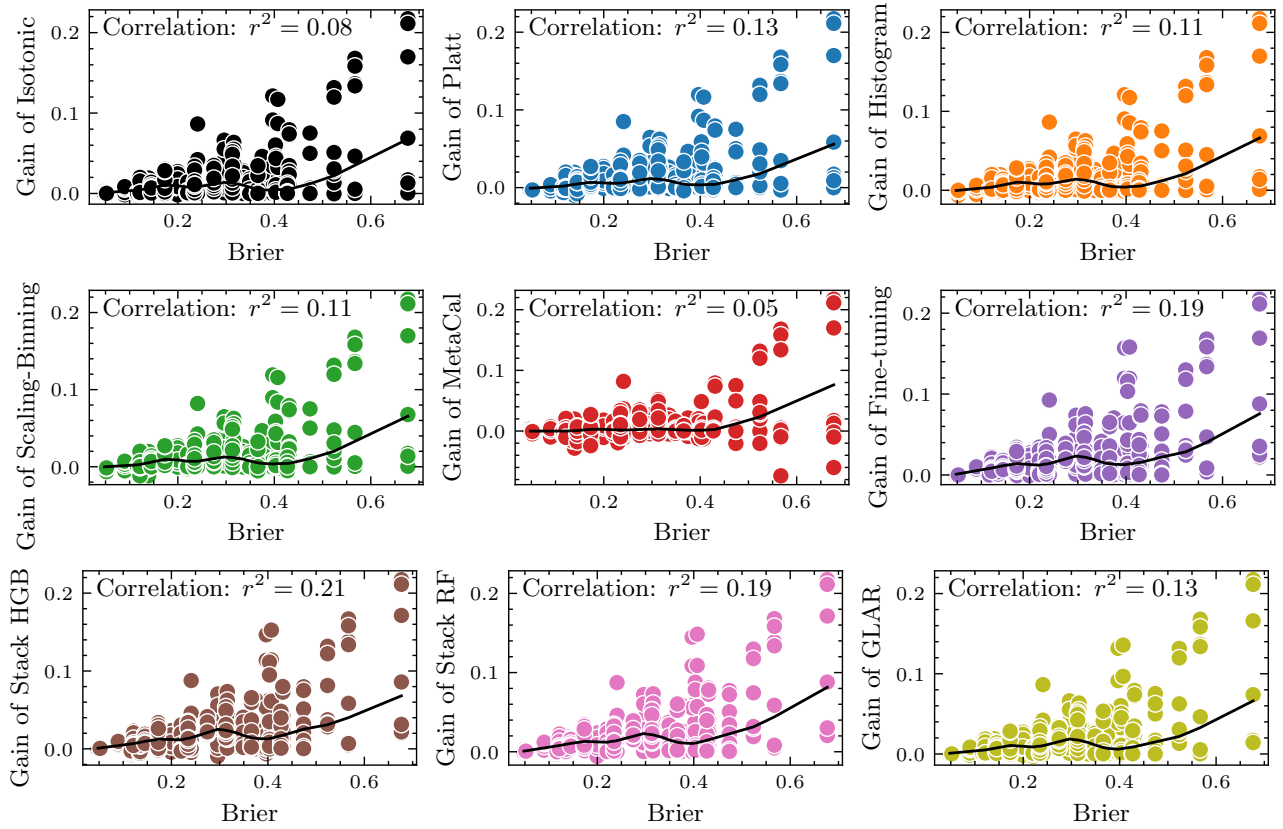 Correlation: r² = 0.08
Gain of Isotonic
0.2
0.1
0.0
0.2 0.4 0.6
Brier
Correlation: r² = 0.13
Gain of Platt
0.2
0.1
0.0
0.2 0.4 0.6
Brier
Correlation: r² = 0.11
Gain of Histogram
0.2
0.1
0.0
0.2 0.4 0.6
Brier
Correlation: r² = 0.11
Gain of Scaling-Binning
0.2
0.1
0.0
0.2 0.4 0.6
Brier
Correlation: r² = 0.05
Gain of MetaCal
0.2
0.1
0.0
0.2 0.4 0.6
Brier
Correlation: r² = 0.19
Gain of Fine-tuning
0.2
0.1
0.0
0.2 0.4 0.6
Brier
Correlation: r² = 0.21
Gain of Stack HGB
0.2
0.1
0.0
0.2 0.4 0.6
Brier
Correlation: r² = 0.19
Gain of Stack RF
0.2
0.1
0.0
0.2 0.4 0.6
Brier
Correlation: r² = 0.13
Gain of GLAR
0.2
0.1
0.0
0.2 0.4 0.6
Brier